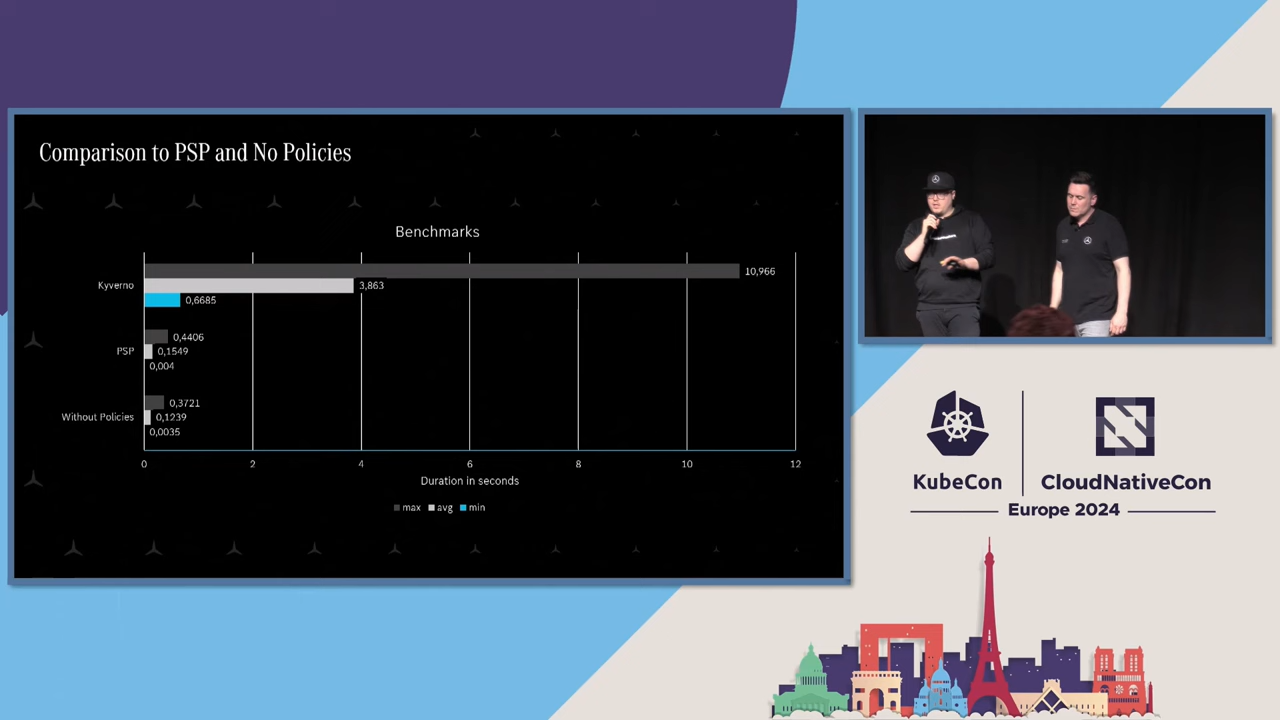 Comparison to PSP and No Policies
Benchmarks
Kyverno
10,966
3,863
0,6685
PSP
0,4406
0,1549
0,004
Without Policies
0,3721
0,1239
0,0035
0 2 4 6 8 10 12
Duration in seconds
max avg min
KubeCon
CloudNativeCon
Europe 2024